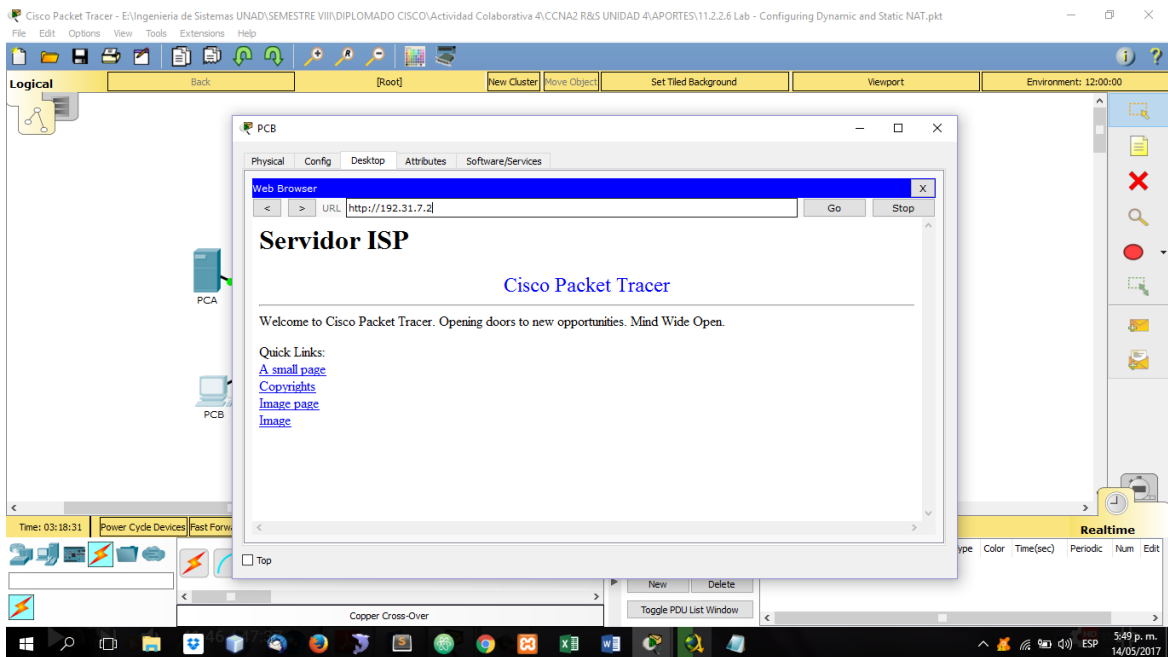 Cisco Packet Tracer - E:\Ingenieria de Sistemas UNAD\SEMESTRE VIII\DIPLOMADO CISCO\Actividad Colaborativa 4\CCNA2 R&S UNIDAD 4\APORTES\11.2.2.6 Lab - Configuring Dynamic and Static NAT.pkt
File Edit Options View Tools Extensions Help
Logical Back [Root] New Cluster Move Object Set Tiled Background Viewport Environment: 12:00:00
PCB
Physical Config Desktop Attributes Software/Services
Web Browser X
< > URL http://192.31.7.2 Go Stop
Servidor ISP
Cisco Packet Tracer
Welcome to Cisco Packet Tracer. Opening doors to new opportunities. Mind Wide Open.
Quick Links:
A small page
Copyrights
Image page
Image
PCA
PCB
Time: 03:18:31 Power Cycle Devices Fast Forw
Realtime
Top
ype Color Time(sec) Periodic Num Edit
New Delete
Toggle PDU List Window
Copper Cross-Over
ESP
5:49 p. m.
14/05/2017